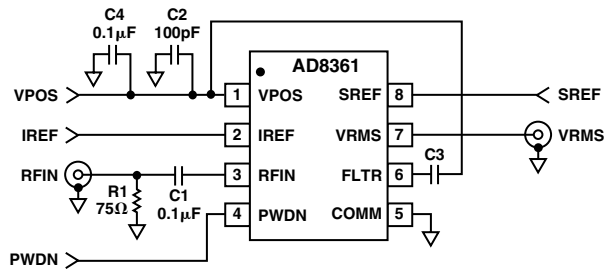 C4
0.1µF
C2
100pF
AD8361
VPOS
1
VPOS
SREF
8
SREF
IREF
2
IREF
VRMS
7
VRMS
RFIN
R1
75Ω
C1
0.1µF
3
RFIN
FLTR
6
C3
PWDN
4
PWDN
COMM
5